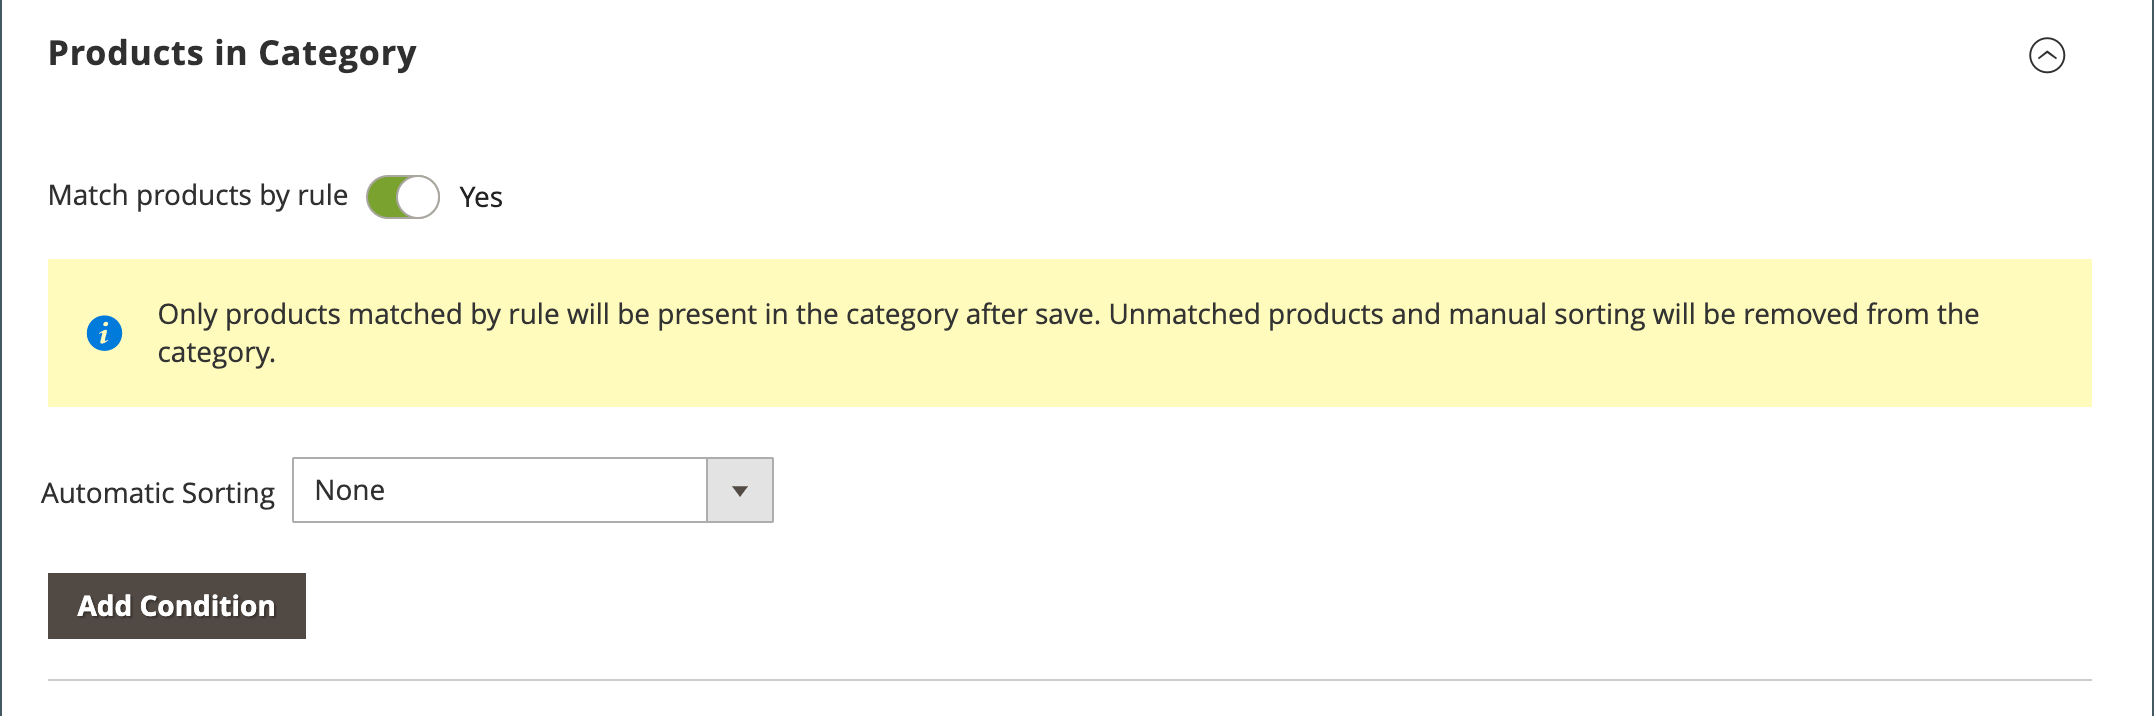 Products in Category
Match products by rule Yes
Only products matched by rule will be present in the category after save. Unmatched products and manual sorting will be removed from the
category.
Automatic Sorting None
Add Condition